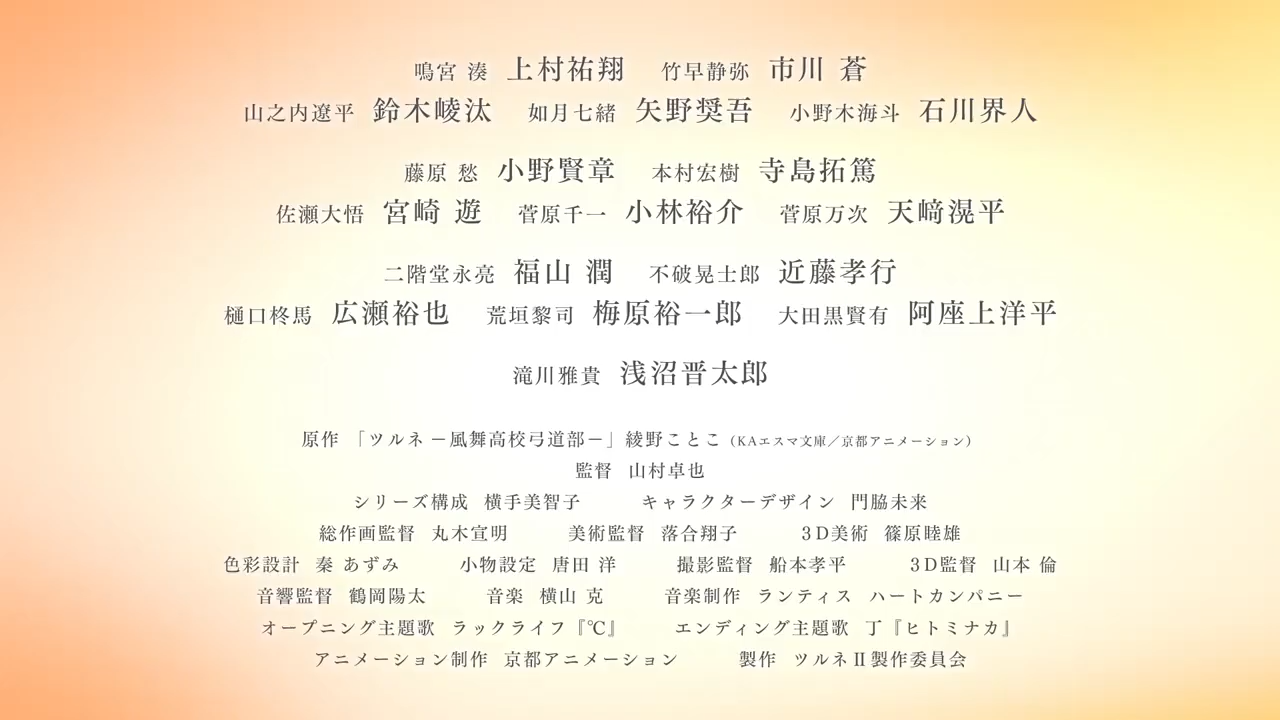 鳴宮 湊 上村祐翔 竹早静弥 市川 蒼
山之内遼平 鈴木崚汰 如月七緒 矢野奨吾 小野木海斗 石川界人
藤原 愁 小野賢章 本村宏樹 寺島拓篤
佐瀬大悟 宮崎 遊 菅原千一 小林裕介 菅原万次 天﨑滉平
二階堂永亮 福山 潤 不破晃士郎 近藤孝行
樋口柊馬 広瀬裕也 荒垣黎司 梅原裕一郎 大田黒賢有 阿座上洋平
滝川雅貴 浅沼晋太郎
原作 「ツルネ －風舞高校弓道部－」綾野ことこ（KAエスマ文庫／京都アニメーション）
監督 山村卓也
シリーズ構成 横手美智子 キャラクターデザイン 門脇未来
総作画監督 丸木宣明 美術監督 落合翔子 3D美術 篠原睦雄
色彩設計 秦 あずみ 小物設定 唐田 洋 撮影監督 船本孝平 3D監督 山本 倫
音響監督 鶴岡陽太 音楽 横山 克 音楽制作 ランティス ハートカンパニー
オープニング主題歌 ラックライフ『℃』 エンディング主題歌 丁『ヒトミナカ』
アニメーション制作 京都アニメーション 製作 ツルネⅡ製作委員会